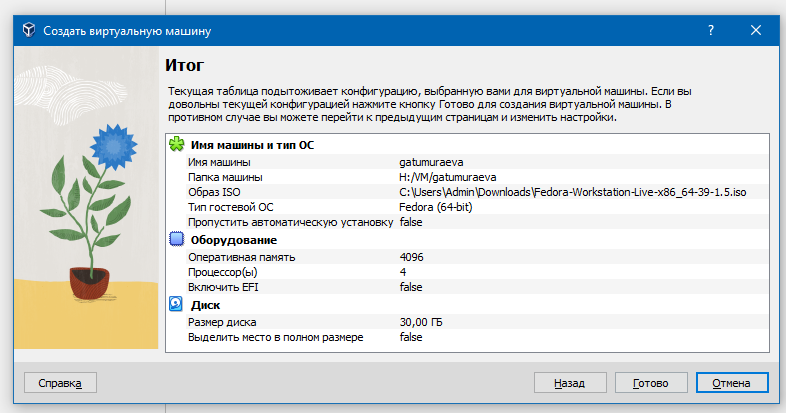 Создать виртуальную машину
?
Итог
Текущая таблица подытоживает конфигурацию, выбранную вами для виртуальной машины. Если вы
довольны текущей конфигурацией нажмите кнопку Готово для создания виртуальной машины. В
противном случае вы можете перейти к предыдущим страницам и изменить настройки.
Имя машины и тип ОС
Имя машины gatumuraeva
Папка машины H:/VM/gatumuraeva
Образ ISO C:\Users\Admin\Downloads\Fedora-Workstation-Live-x86_64-39-1.5.iso
Тип гостевой ОС Fedora (64-bit)
Пропустить автоматическую установку false
Оборудование
Оперативная память 4096
Процессор(ы) 4
Включить EFI false
Диск
Размер диска 30,00 ГБ
Выделить место в полном размере false
Справка Назад Готово Отмена